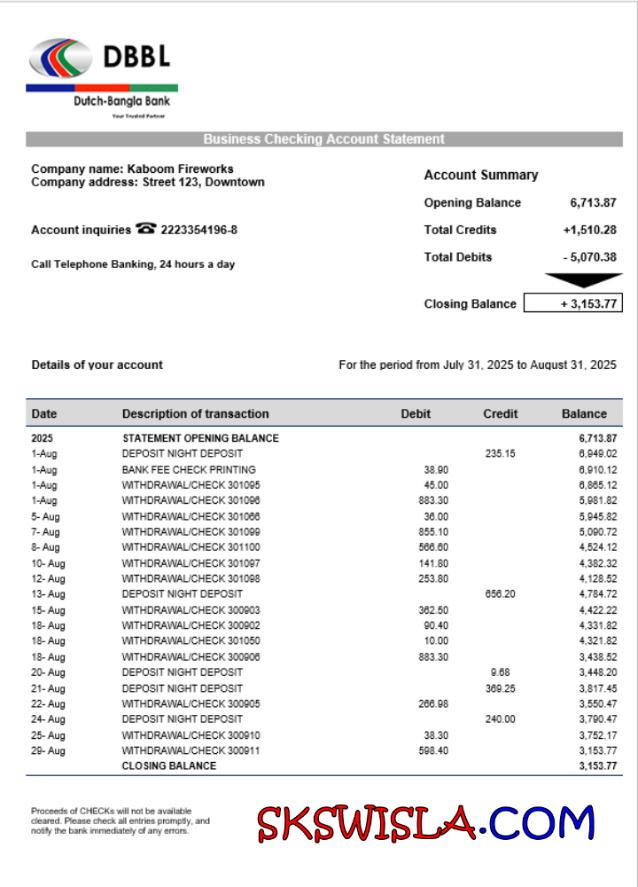 DBBL
Dutch-Bangla Bank
Your Trusted Partner
Business Checking Account Statement
Company name: Kaboom Fireworks
Company address: Street 123, Downtown
Account inquiries ☎ 2223354196-8
Call Telephone Banking, 24 hours a day
Account Summary
Opening Balance 6,713.87
Total Credits +1,510.28
Total Debits - 5,070.38
Closing Balance + 3,153.77
Details of your account For the period from July 31, 2025 to August 31, 2025
Date Description of transaction Debit Credit Balance
2025 STATEMENT OPENING BALANCE 6,713.87
1-Aug DEPOSIT NIGHT DEPOSIT 235.15 6,949.02
1-Aug BANK FEE CHECK PRINTING 38.90 6,910.12
1-Aug WITHDRAWAL/CHECK 301095 45.00 6,865.12
1-Aug WITHDRAWAL/CHECK 301096 883.30 5,981.82
5- Aug WITHDRAWAL/CHECK 301066 36.00 5,945.82
7- Aug WITHDRAWAL/CHECK 301099 855.10 5,090.72
8- Aug WITHDRAWAL/CHECK 301100 566.60 4,524.12
10- Aug WITHDRAWAL/CHECK 301097 141.80 4,382.32
12- Aug WITHDRAWAL/CHECK 301098 253.80 4,128.52
13- Aug DEPOSIT NIGHT DEPOSIT 656.20 4,784.72
15- Aug WITHDRAWAL/CHECK 300903 362.50 4,422.22
18- Aug WITHDRAWAL/CHECK 300902 90.40 4,331.82
18- Aug WITHDRAWAL/CHECK 301050 10.00 4,321.82
18- Aug WITHDRAWAL/CHECK 300906 883.30 3,438.52
20- Aug DEPOSIT NIGHT DEPOSIT 9.68 3,448.20
21- Aug DEPOSIT NIGHT DEPOSIT 369.25 3,817.45
22- Aug WITHDRAWAL/CHECK 300905 266.98 3,550.47
24- Aug DEPOSIT NIGHT DEPOSIT 240.00 3,790.47
25- Aug WITHDRAWAL/CHECK 300910 38.30 3,752.17
29- Aug WITHDRAWAL/CHECK 300911 598.40 3,153.77
CLOSING BALANCE 3,153.77
Proceeds of CHECKs will not be available
cleared. Please check all entries promptly, and
notify the bank immediately of any errors.
SKSWISLA.COM